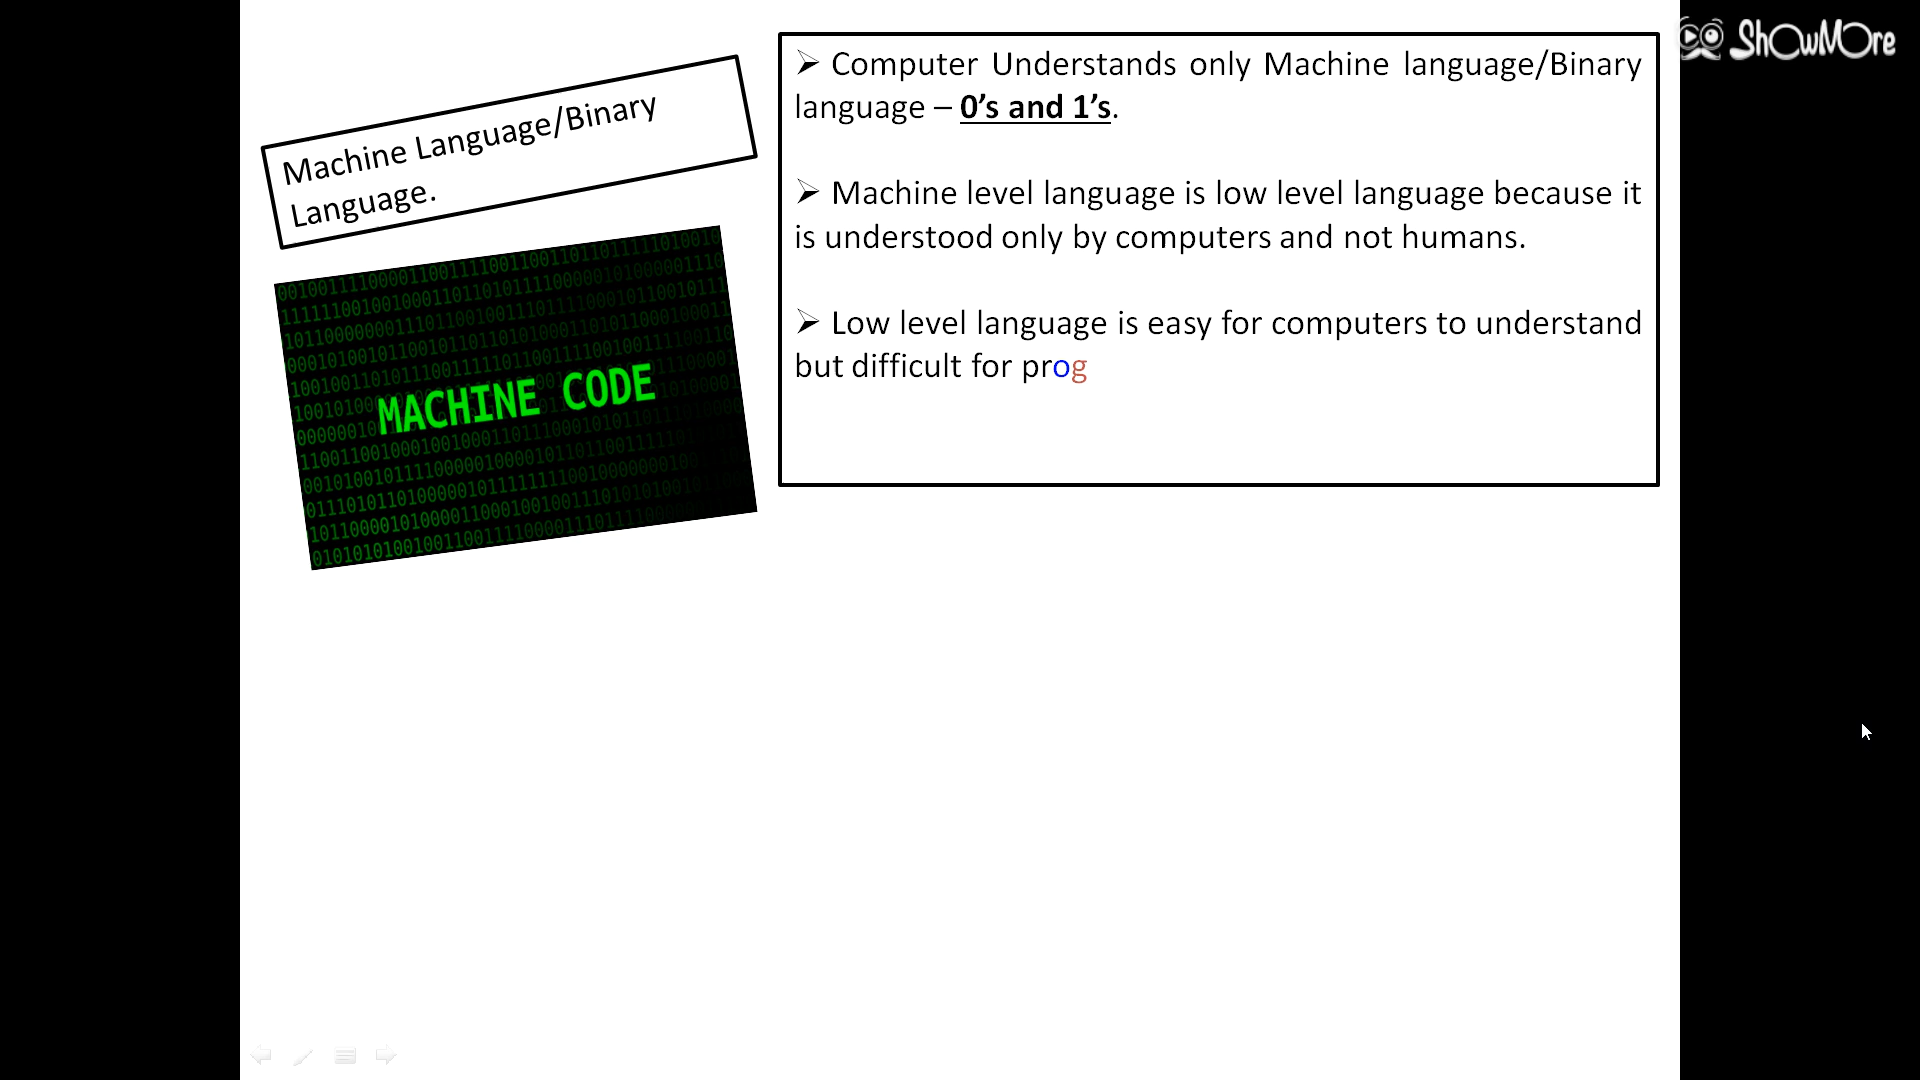 Machine Language/Binary
Language.
MACHINE CODE
➢ Computer Understands only Machine language/Binary
language – 0’s and 1’s.
➢ Machine level language is low level language because it
is understood only by computers and not humans.
➢ Low level language is easy for computers to understand
but difficult for prog
ShowMore